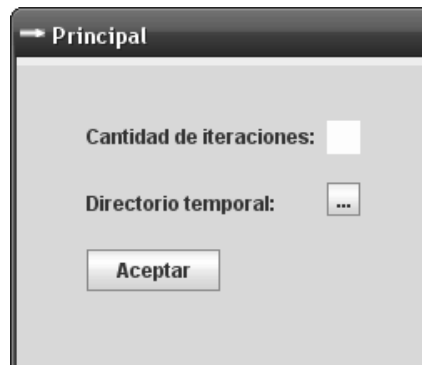 Principal
Cantidad de iteraciones:
Directorio temporal: ...
Aceptar